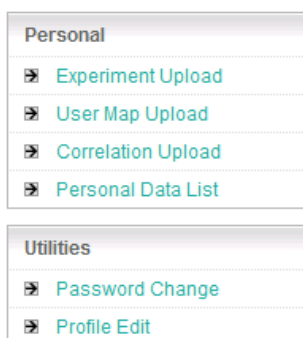 Personal
Experiment Upload
User Map Upload
Correlation Upload
Personal Data List
Utilities
Password Change
Profile Edit